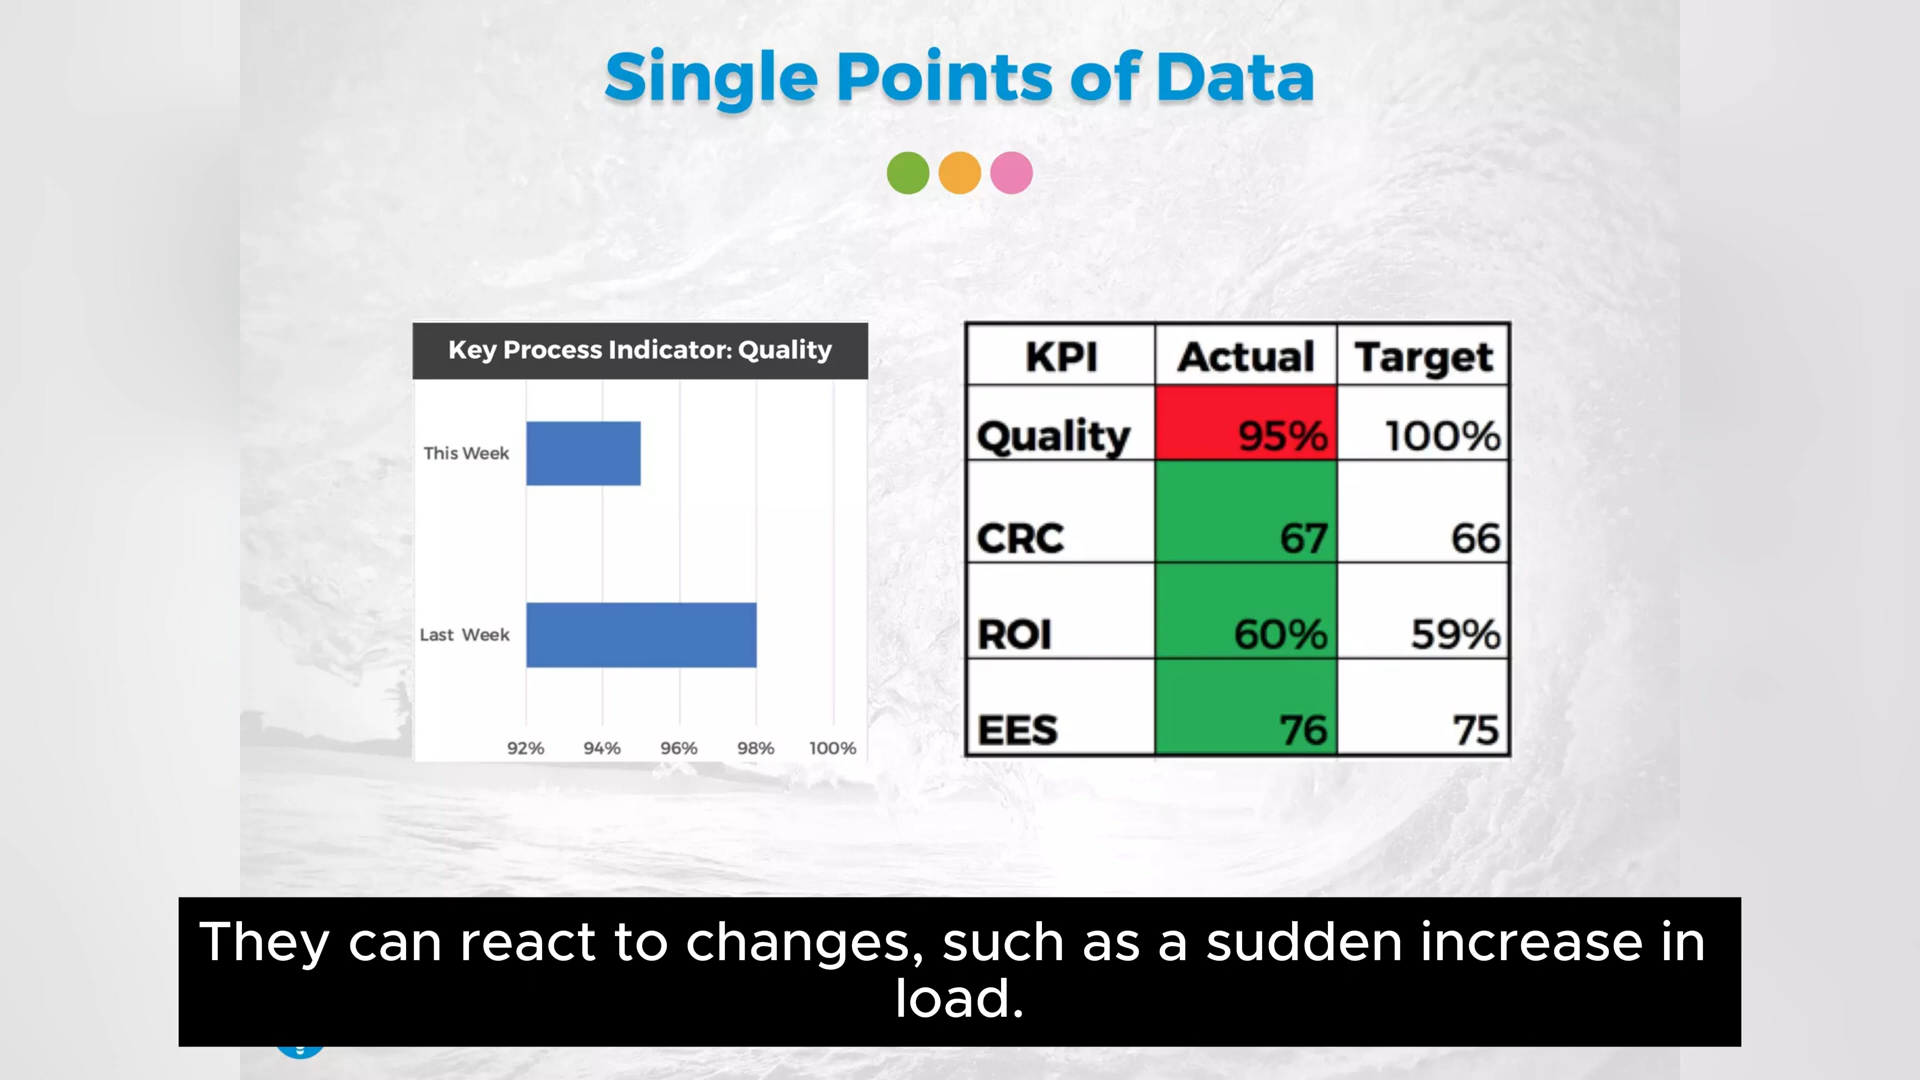 Single Points of Data
Key Process Indicator: Quality
This Week
Last Week
92% 94% 96% 98% 100%
KPI Actual Target
Quality 95% 100%
CRC 67 66
ROI 60% 59%
EES 76 75
They can react to changes, such as a sudden increase in
load.